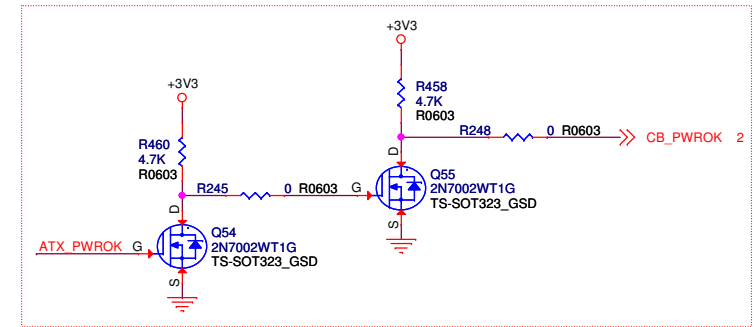 +3V3
R458
4.7K
R0603
+3V3
R460
4.7K
R0603
R248 0 R0603
CB_PWROK 2
D
Q55
2N7002WT1G
TS-SOT323_GSD
R245 0 R0603 G
S
D
Q54
2N7002WT1G
TS-SOT323_GSD
ATX_PWROK G
S